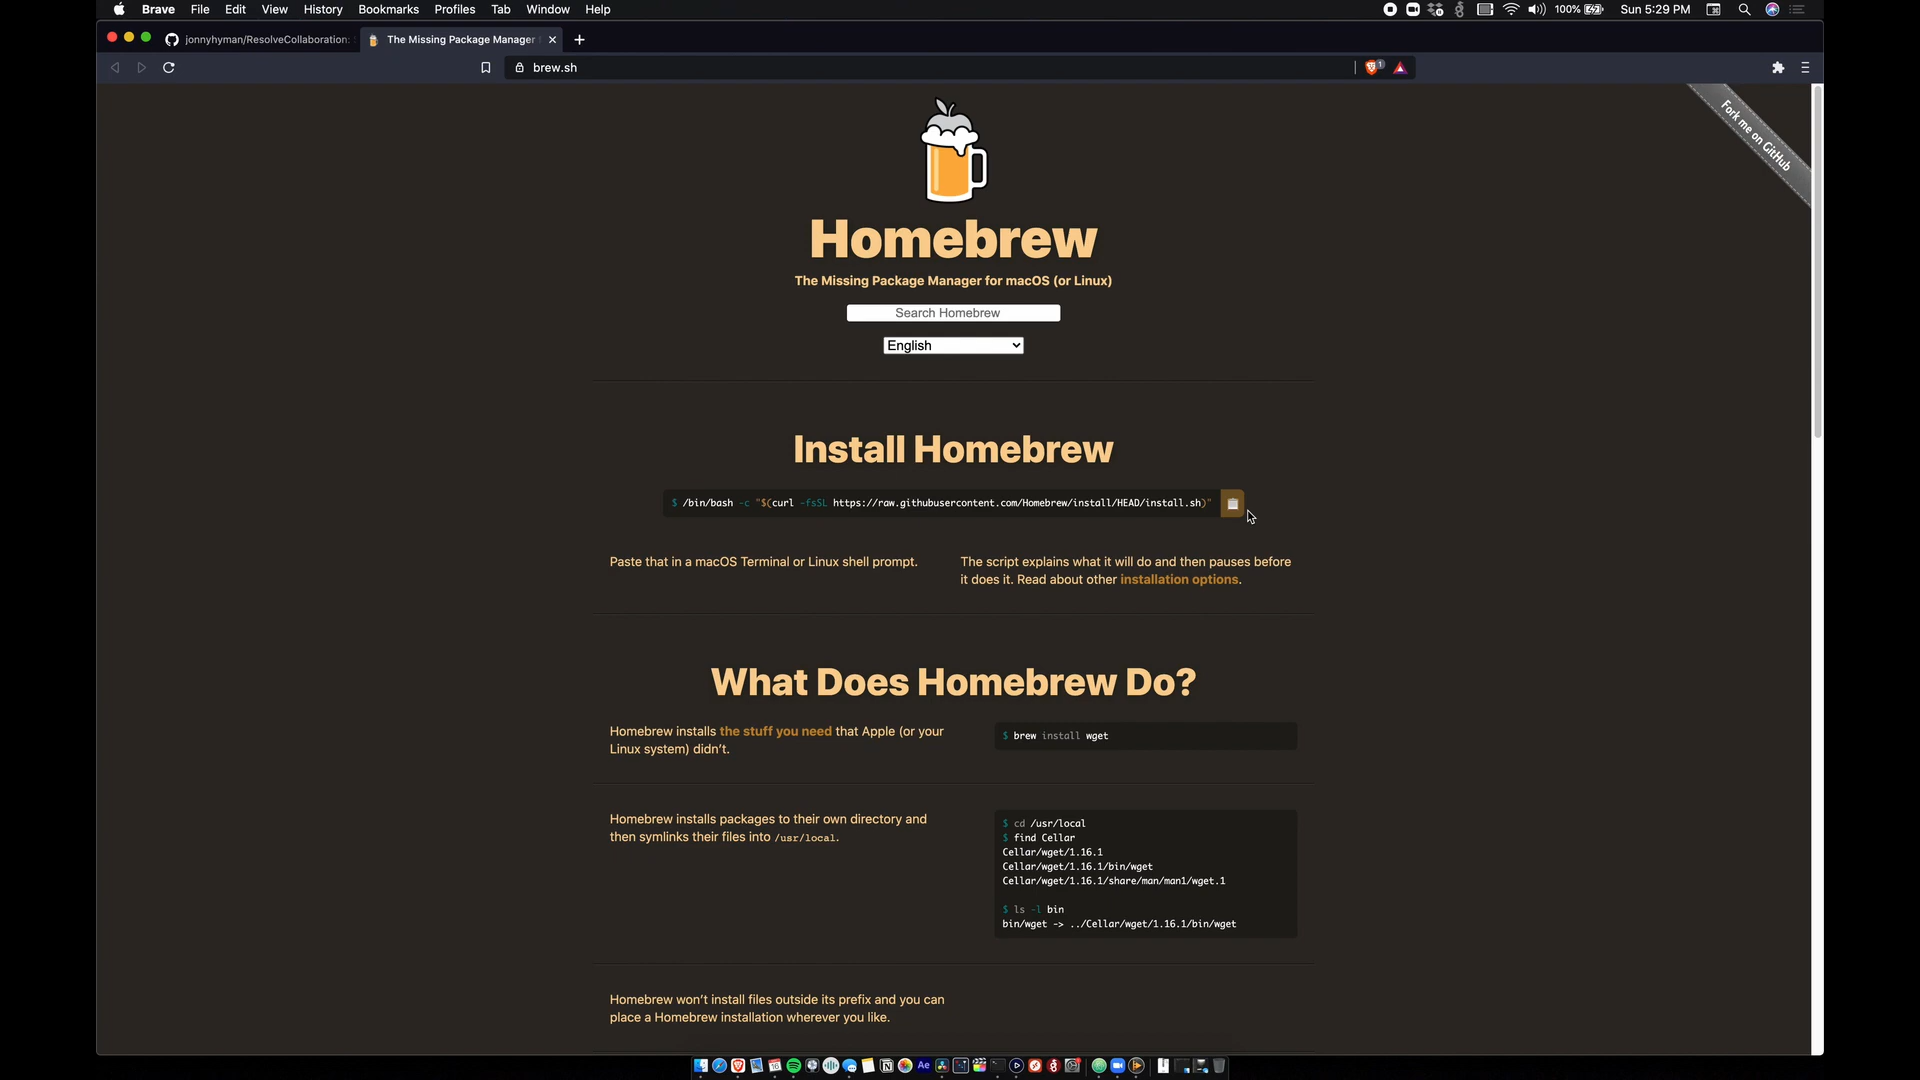 Brave File Edit View History Bookmarks Profiles Tab Window Help 100% Sun 5:29 PM
jonnyhyman/ResolveCollaboration: The Missing Package Manager
brew.sh 1
Fork me on GitHub
Homebrew
The Missing Package Manager for macOS (or Linux)
Search Homebrew
English
Install Homebrew
$ /bin/bash -c "$(curl -fsSL https://raw.githubusercontent.com/Homebrew/install/HEAD/install.sh)"
Paste that in a macOS Terminal or Linux shell prompt.
The script explains what it will do and then pauses before
it does it. Read about other installation options.
What Does Homebrew Do?
Homebrew installs the stuff you need that Apple (or your
Linux system) didn't.
$ brew install wget
Homebrew installs packages to their own directory and
then symlinks their files into /usr/local.
$ cd /usr/local
$ find Cellar
Cellar/wget/1.16.1
Cellar/wget/1.16.1/bin/wget
Cellar/wget/1.16.1/share/man/man1/wget.1
$ ls -l bin
bin/wget -> ../Cellar/wget/1.16.1/bin/wget
Homebrew won't install files outside its prefix and you can
place a Homebrew installation wherever you like.
Ae